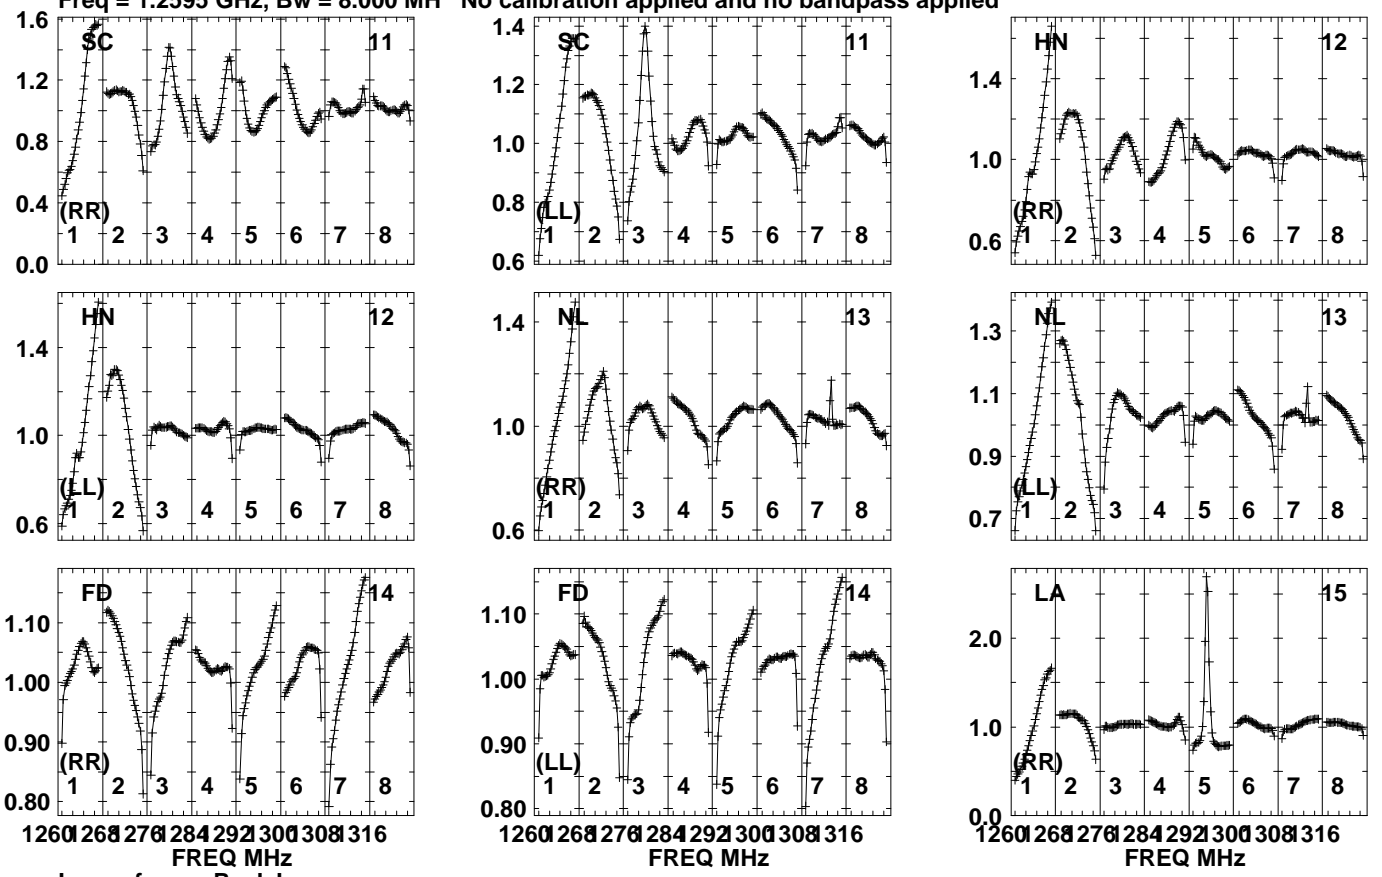 Freq = 1.2595 GHz, Bw = 8.000 MH No calibration applied and no bandpass applied
1.6 SC 11
1.2
0.8
0.4 (RR)
1 2 3 4 5 6 7 8
0.0
1.4 SC 11
1.2
1.0
0.8 (LL)
1 2 3 4 5 6 7 8
0.6
HN 12
1.4
1.0
(RR)
0.6 1 2 3 4 5 6 7 8
HN 12
1.4
1.0
(LL)
1 2 3 4 5 6 7 8
0.6
NL 13
1.4
1.0
(RR)
1 2 3 4 5 6 7 8
0.6
NL 13
1.3
1.1
0.9
(LL)
0.7 1 2 3 4 5 6 7 8
FD 14
1.10
1.00
0.90
(RR)
0.80 1 2 3 4 5 6 7 8
1260 1268 1276 1284 1292 1300 1308 1316
FREQ MHz
FD 14
1.10
1.00
0.90
(LL)
0.80 1 2 3 4 5 6 7 8
1260 1268 1276 1284 1292 1300 1308 1316
FREQ MHz
LA 15
2.0
1.0
(RR)
1 2 3 4 5 6 7 8
0.0
1260 1268 1276 1284 1292 1300 1308 1316
FREQ MHz